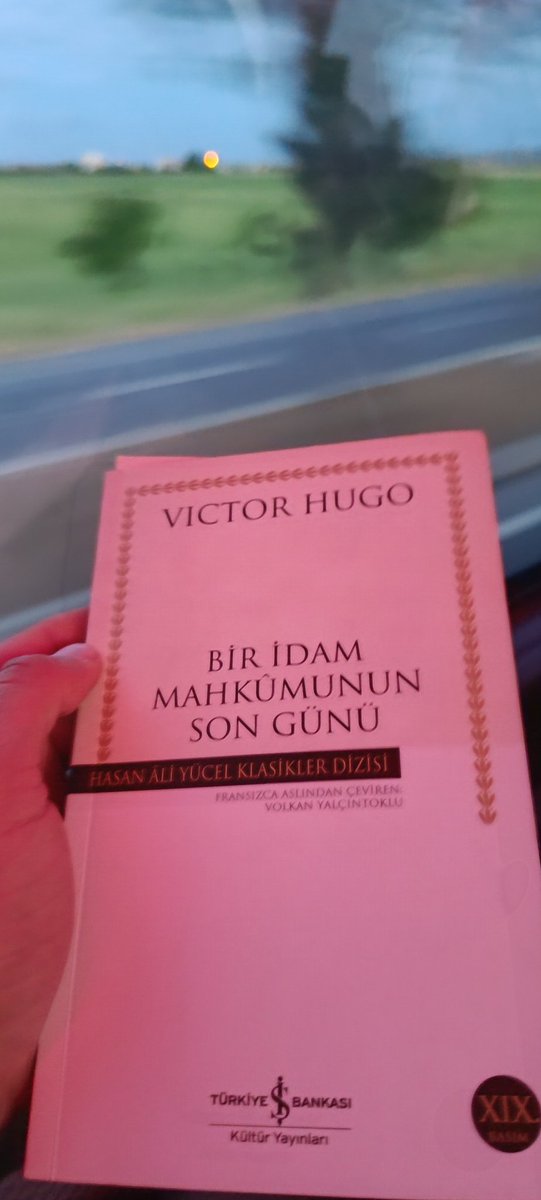 VICTOR HUGO
BİR İDAM
MAHKÛMUNUN
SON GÜNÜ
HASAN ÂLİ YÜCEL KLASİKLER DİZİSİ
FRANSIZCA ASLINDAN ÇEVİREN:
VOLKAN YALÇINTOKLU
TÜRKİYE İŞ BANKASI
Kültür Yayınları
XIX
BASIM